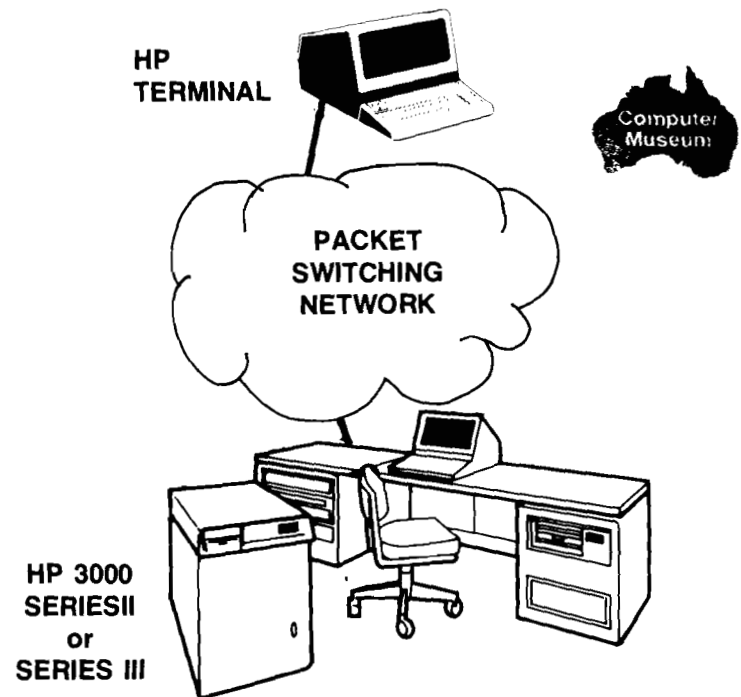 HP
TERMINAL
Computer
Museum
PACKET
SWITCHING
NETWORK
HP 3000
SERIESII
or
SERIES III